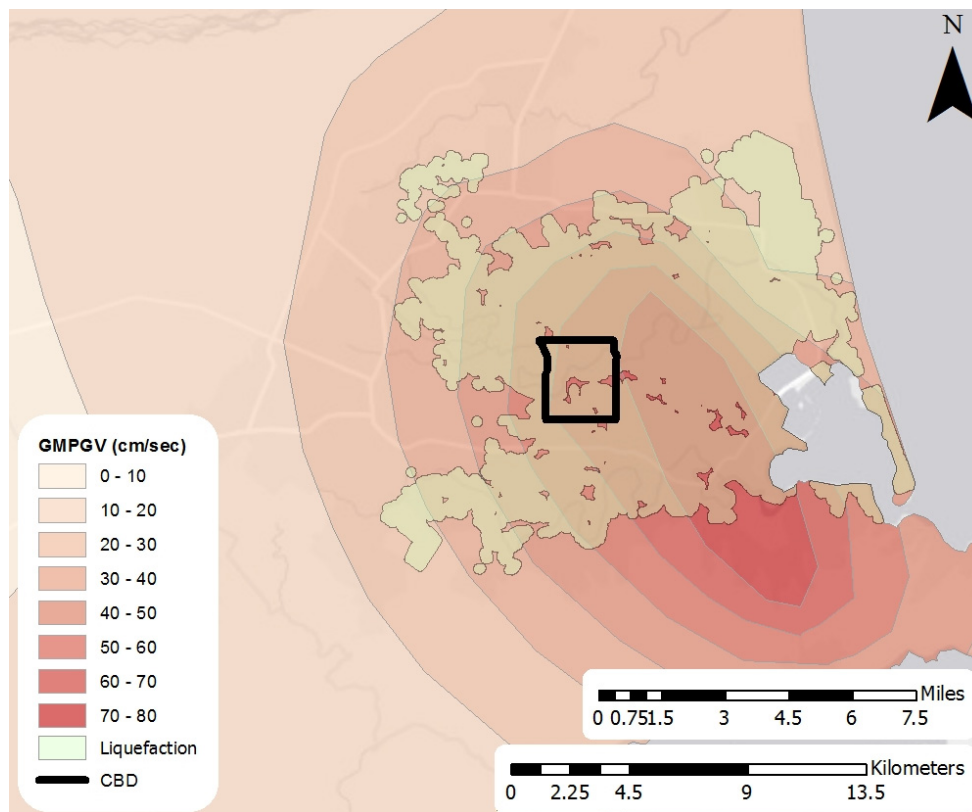 N
GMPGV (cm/sec)
0 - 10
10 - 20
20 - 30
30 - 40
40 - 50
50 - 60
60 - 70
70 - 80
Liquefaction
CBD
Miles
0 0.75 1.5 3 4.5 6 7.5
Kilometers
0 2.25 4.5 9 13.5